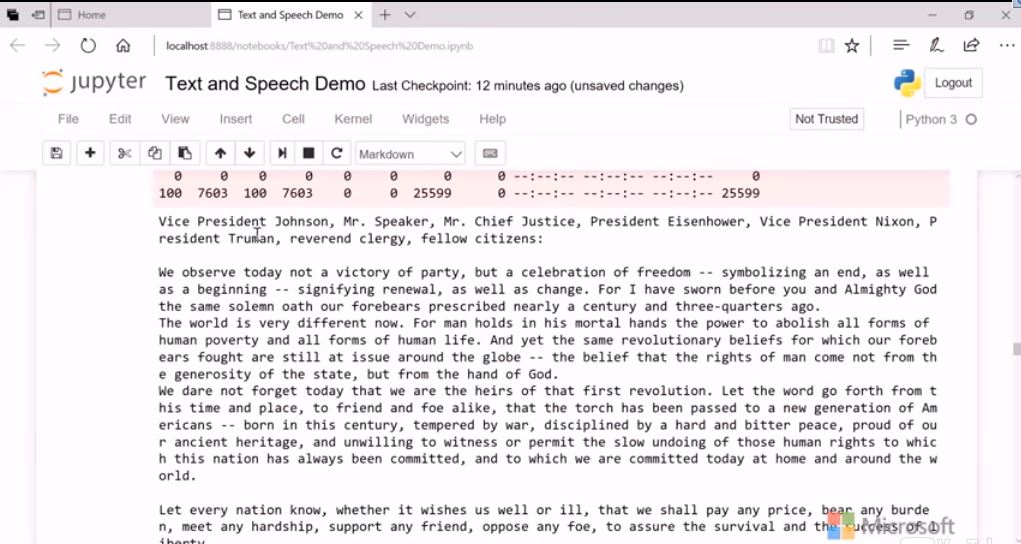 Home
Text and Speech Demo
localhost:8888/notebooks/Text%20and%20Speech%20Demo.ipynb
jupyter Text and Speech Demo Last Checkpoint: 12 minutes ago (unsaved changes) Logout
File Edit View Insert Cell Kernel Widgets Help Not Trusted Python 3
Markdown
0 0 0 0 0 0 0 0 --:--:-- --:--:-- --:--:-- 0
100 7603 100 7603 0 0 25599 0 --:--:-- --:--:-- --:--:-- 25599
Vice President Johnson, Mr. Speaker, Mr. Chief Justice, President Eisenhower, Vice President Nixon, P
resident Truman, reverend clergy, fellow citizens:
We observe today not a victory of party, but a celebration of freedom -- symbolizing an end, as well
as a beginning -- signifying renewal, as well as change. For I have sworn before you and Almighty God
the same solemn oath our forebears prescribed nearly a century and three-quarters ago.
The world is very different now. For man holds in his mortal hands the power to abolish all forms of
human poverty and all forms of human life. And yet the same revolutionary beliefs for which our foreb
ears fought are still at issue around the globe -- the belief that the rights of man come not from th
e generosity of the state, but from the hand of God.
We dare not forget today that we are the heirs of that first revolution. Let the word go forth from t
his time and place, to friend and foe alike, that the torch has been passed to a new generation of Am
ericans -- born in this century, tempered by war, disciplined by a hard and bitter peace, proud of ou
r ancient heritage, and unwilling to witness or permit the slow undoing of those human rights to whic
h this nation has always been committed, and to which we are committed today at home and around the w
orld.
Let every nation know, whether it wishes us well or ill, that we shall pay any price, bear any burde
n, meet any hardship, support any friend, oppose any foe, to assure the survival and the success of l
iberty.
Microsoft